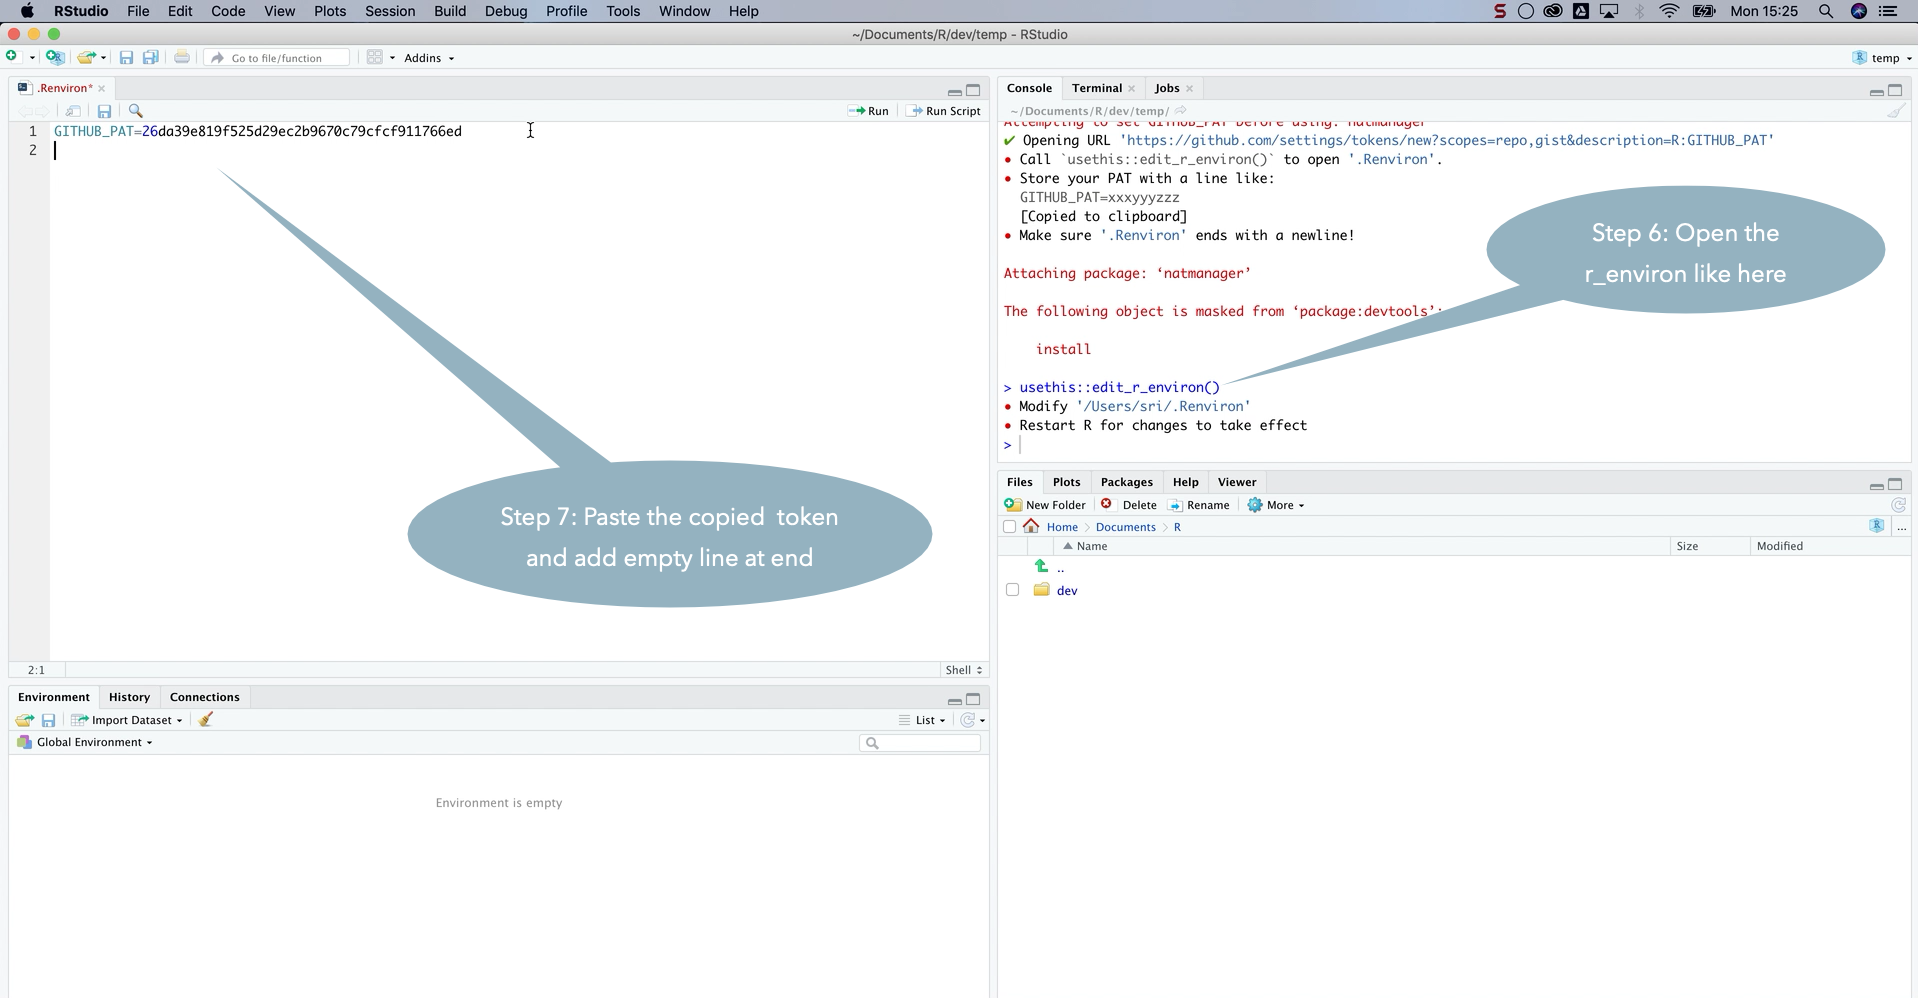 RStudio File Edit Code View Plots Session Build Debug Profile Tools Window Help Mon 15:25
~/Documents/R/dev/temp - RStudio
Go to file/function Addins temp
.Renviron*
Run Run Script
1 GITHUB_PAT=26da39e819f525d29ec2b9670c79cfcf911766ed
2
Step 7: Paste the copied token
and add empty line at end
2:1 Shell
Environment History Connections
Import Dataset List
Global Environment
Environment is empty
Console Terminal Jobs
~/Documents/R/dev/temp/
Attempting to set GITHUB_PAT before using: natmanager
✔ Opening URL 'https://github.com/settings/tokens/new?scopes=repo,gist&description=R:GITHUB_PAT'
• Call `usethis::edit_r_environ()` to open '.Renviron'.
• Store your PAT with a line like:
GITHUB_PAT=xxxyyyzzz
[Copied to clipboard]
• Make sure '.Renviron' ends with a newline!
Attaching package: ‘natmanager’
The following object is masked from ‘package:devtools’:
install
> usethis::edit_r_environ()
• Modify '/Users/sri/.Renviron'
• Restart R for changes to take effect
>
Step 6: Open the
r_environ like here
Files Plots Packages Help Viewer
New Folder Delete Rename More
Home Documents R ...
Name Size Modified
..
dev